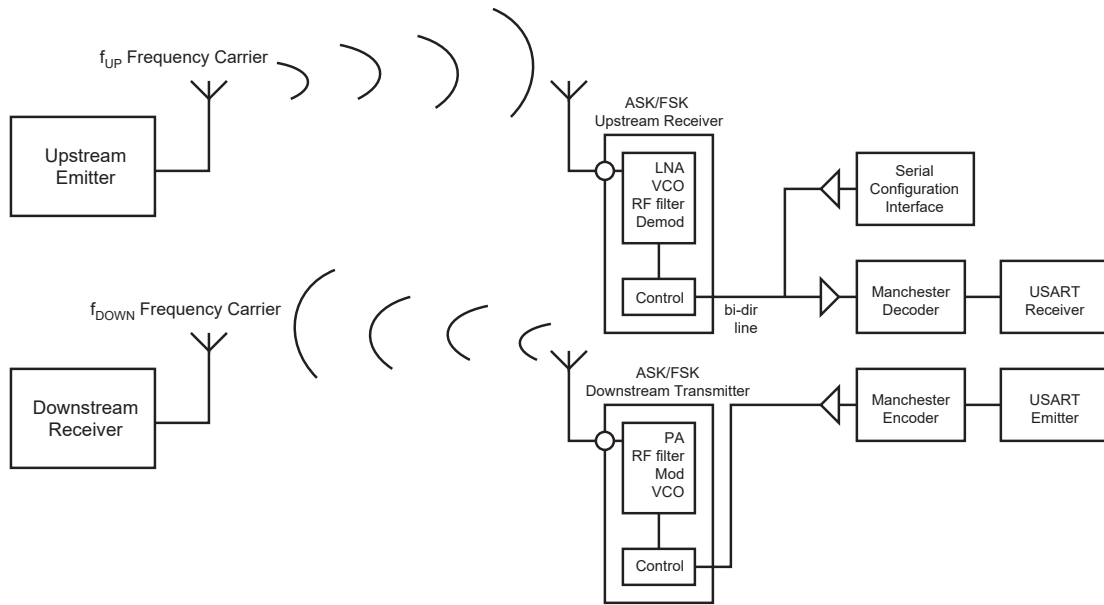 f_UP Frequency Carrier
ASK/FSK
Upstream Receiver
Upstream
Emitter
LNA
VCO
RF filter
Demod
Serial
Configuration
Interface
Control
bi-dir
line
Manchester
Decoder
USART
Receiver
f_DOWN Frequency Carrier
Downstream
Receiver
ASK/FSK
Downstream Transmitter
PA
RF filter
Mod
VCO
Manchester
Encoder
USART
Emitter
Control